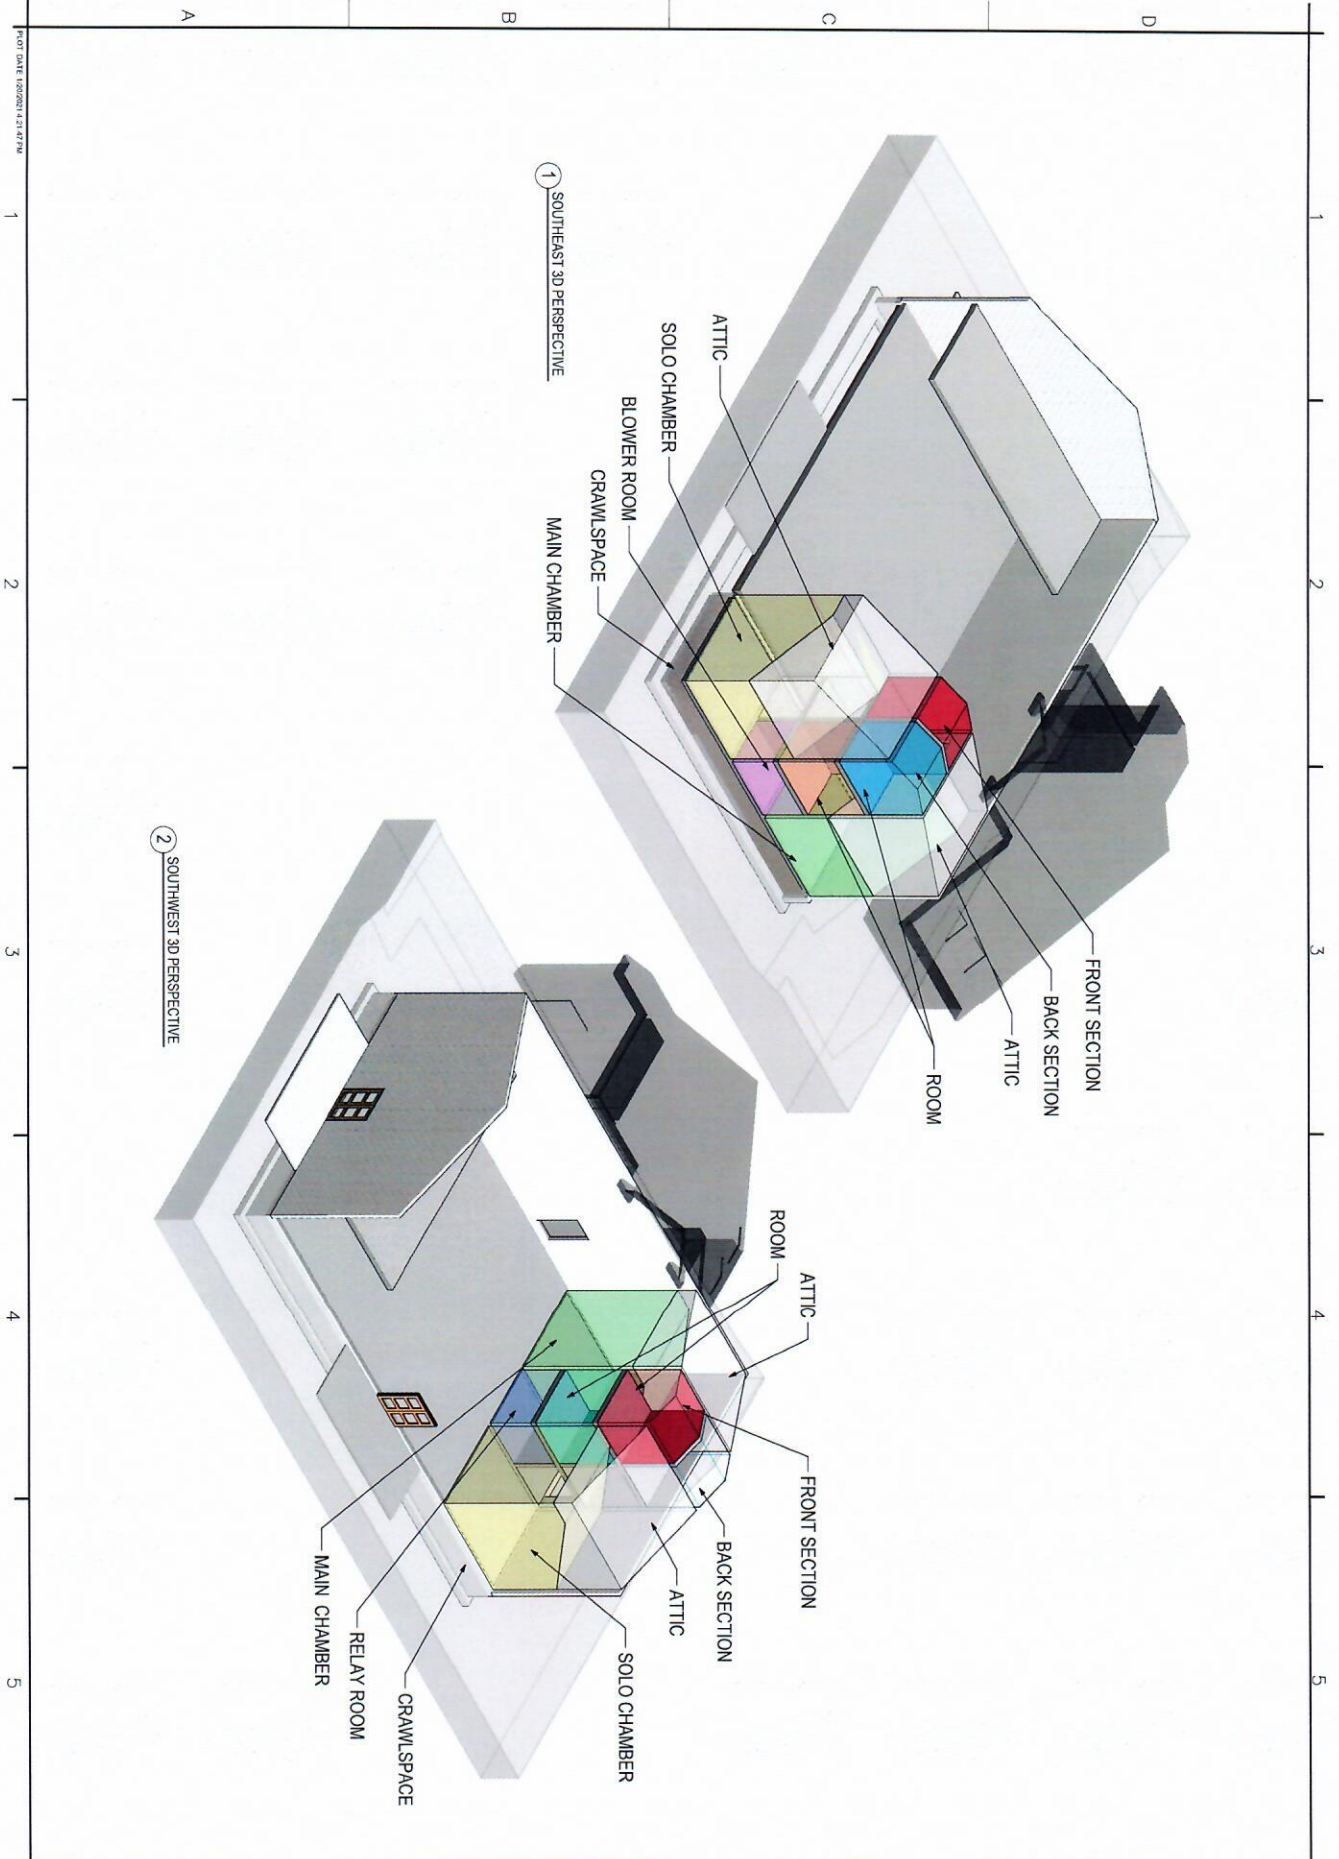 D
C
B
A
1
2
3
4
5
1
2
3
4
5
FRONT SECTION
BACK SECTION
ATTIC
ROOM
ATTIC
SOLO CHAMBER
BLOWER ROOM
CRAWLSPACE
MAIN CHAMBER
1 SOUTHEAST 3D PERSPECTIVE
ROOM
ATTIC
FRONT SECTION
BACK SECTION
ATTIC
SOLO CHAMBER
CRAWLSPACE
RELAY ROOM
MAIN CHAMBER
2 SOUTHWEST 3D PERSPECTIVE
PLOT DATE 1/20/2021 4:21:47 PM